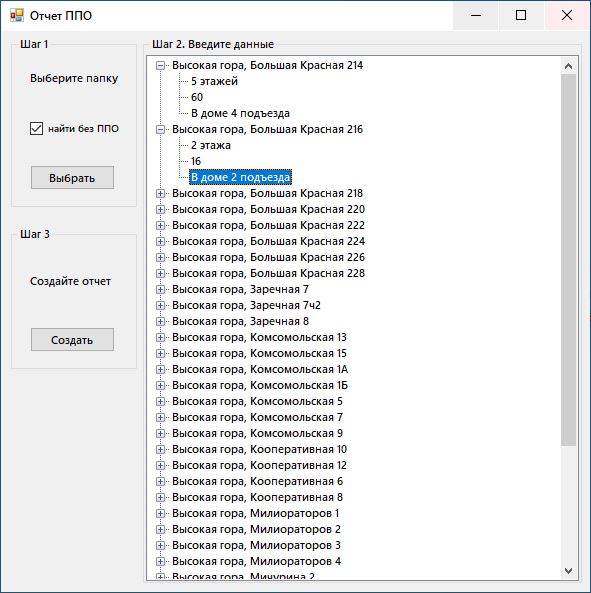 Отчет ППО
Шаг 1
Выберите папку
найти без ППО
Выбрать
Шаг 3
Создайте отчет
Создать
Шаг 2. Введите данные
Высокая гора, Большая Красная 214
5 этажей
60
В доме 4 подъезда
Высокая гора, Большая Красная 216
2 этажа
16
В доме 2 подъезда
Высокая гора, Большая Красная 218
Высокая гора, Большая Красная 220
Высокая гора, Большая Красная 222
Высокая гора, Большая Красная 224
Высокая гора, Большая Красная 226
Высокая гора, Большая Красная 228
Высокая гора, Заречная 7
Высокая гора, Заречная 7ч2
Высокая гора, Заречная 8
Высокая гора, Комсомольская 13
Высокая гора, Комсомольская 15
Высокая гора, Комсомольская 1А
Высокая гора, Комсомольская 1Б
Высокая гора, Комсомольская 5
Высокая гора, Комсомольская 7
Высокая гора, Комсомольская 9
Высокая гора, Кооперативная 10
Высокая гора, Кооперативная 12
Высокая гора, Кооперативная 6
Высокая гора, Кооперативная 8
Высокая гора, Милиораторов 1
Высокая гора, Милиораторов 2
Высокая гора, Милиораторов 3
Высокая гора, Милиораторов 4
Высокая гора, Мичурина 2